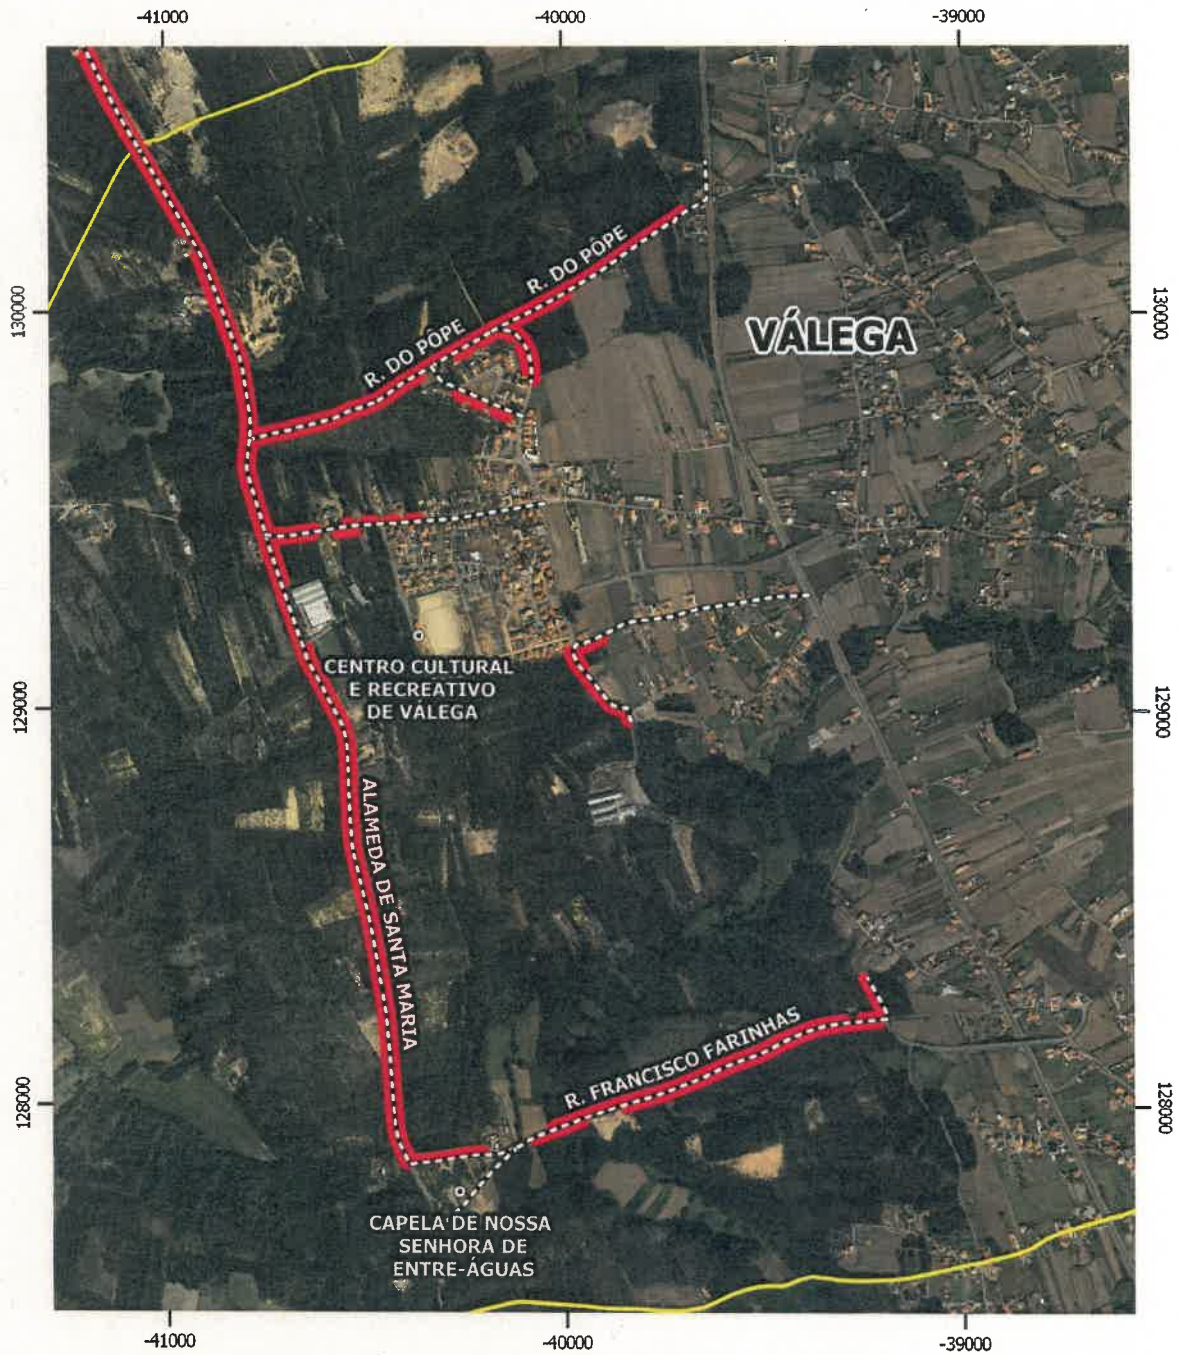 -41000
-40000
-39000
130000
130000
R. DO PÔPE
R. DO PÔPE
VÁLEGA
CENTRO CULTURAL
E RECREATIVO
DE VÁLEGA
129000
129000
ALAMEDA DE SANTA MARIA
R. FRANCISCO FARINHAS
128000
128000
CAPELA DE NOSSA
SENHORA DE
ENTRE-ÁGUAS
-41000
-40000
-39000